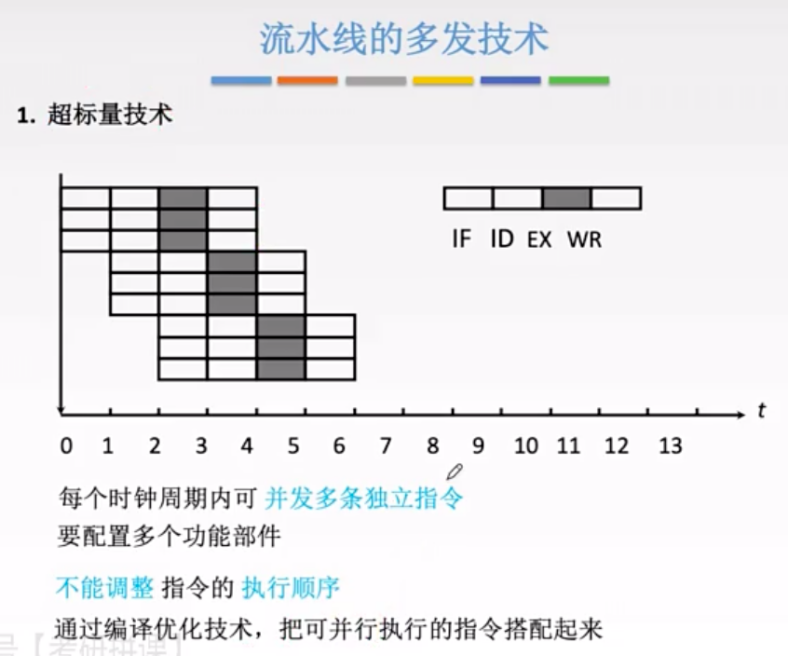 流水线的多发技术
1. 超标量技术
IF ID EX WR
t
0 1 2 3 4 5 6 7 8 9 10 11 12 13
每个时钟周期内可 并发多条独立指令
要配置多个功能部件
不能调整 指令的 执行顺序
通过编译优化技术，把可并行执行的指令搭配起来
号【考研拼课】